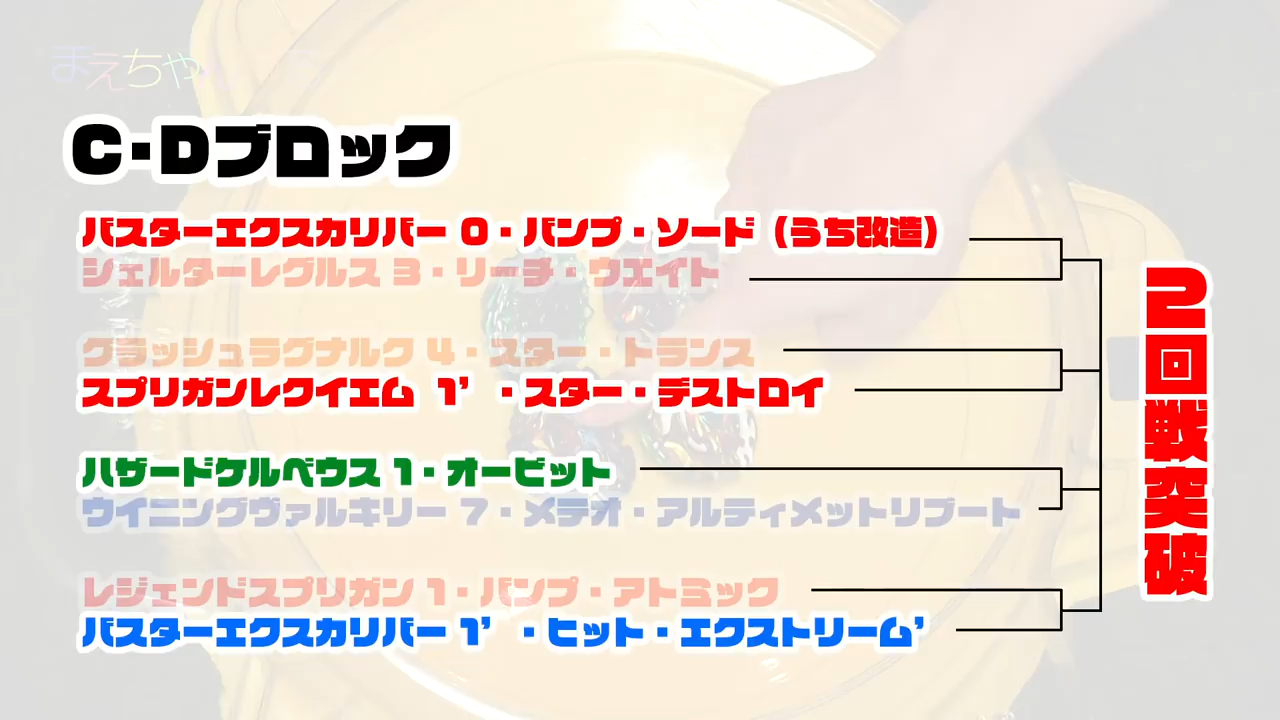 まえちゃ
C・Dブロック
バスターエクスカリバー 0・バンプ・ソード（うち改造）
シェルターレグルス 3・リーチ・ウエイト
クラッシュラグナルク 4・スター・トランス
スプリガンレクイエム 1’・スター・デストロイ
ハザードケルベウス 1・オービット
ウイニングヴァルキリー 7・メテオ・アルティメットリブート
レジェンドスプリガン 1・バンプ・アトミック
バスターエクスカリバー 1’・ヒット・エクストリーム’
2回戦突破